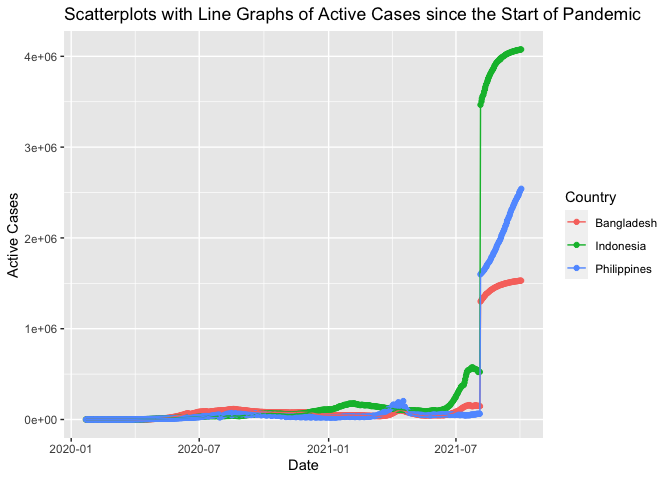 Scatterplots with Line Graphs of Active Cases since the Start of Pandemic
4e+06
3e+06
2e+06
1e+06
0e+00
Active Cases
2020-01
2020-07
2021-01
2021-07
Date
Country
Bangladesh
Indonesia
Philippines